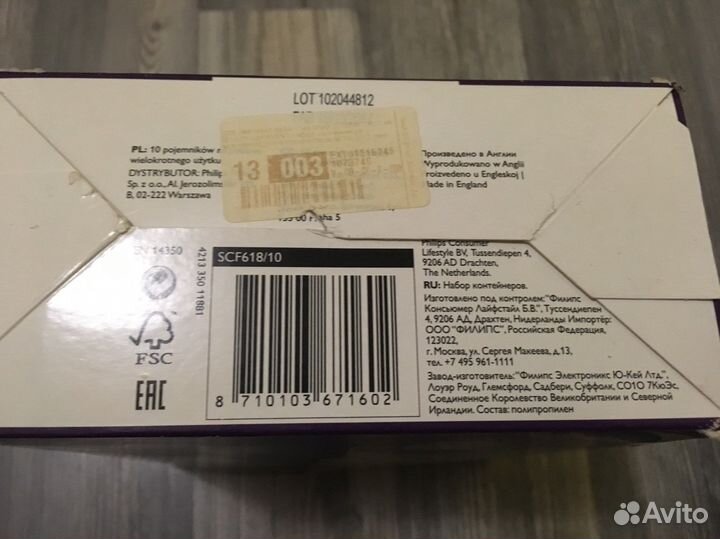 LOT 102044812
PL: 10 pojemników
wielokrotnego użytku
DYSTRYBUTOR: Philips
Sp. z o.o., Al. Jerozolims
B, 02-222 Warszawa
13 003
Произведено в Англии
Wyprodukowano w Anglii
Proizvedeno u Engleskoj
Made in England
Philips Consumer
Lifestyle BV, Tussendiepen 4,
9206 AD Drachten,
The Netherlands.
RU: Набор контейнеров.
Изготовлено под контролем: "Филипс
Консьюмер Лайфстайл Б.В.", Туссендиепен
4, 9206 АД, Драхтен, Нидерланды Импортёр:
ООО "ФИЛИПС", Российская Федерация,
123022,
г. Москва, ул. Сергея Макеева, д.13,
тел. +7 495 961-1111
Завод-изготовитель: "Филипс Электроникс Ю-Кей Лтд.",
Лоуэр Роуд, Глемсфорд, Садбери, Суффолк, СО10 7КюЭс,
Соединенное Королевство Великобритании и Северной
Ирландии. Состав: полипропилен
EN 14350
4213 350 11881
FSC
EAC
SCF618/10
8 710103 671602
Avito